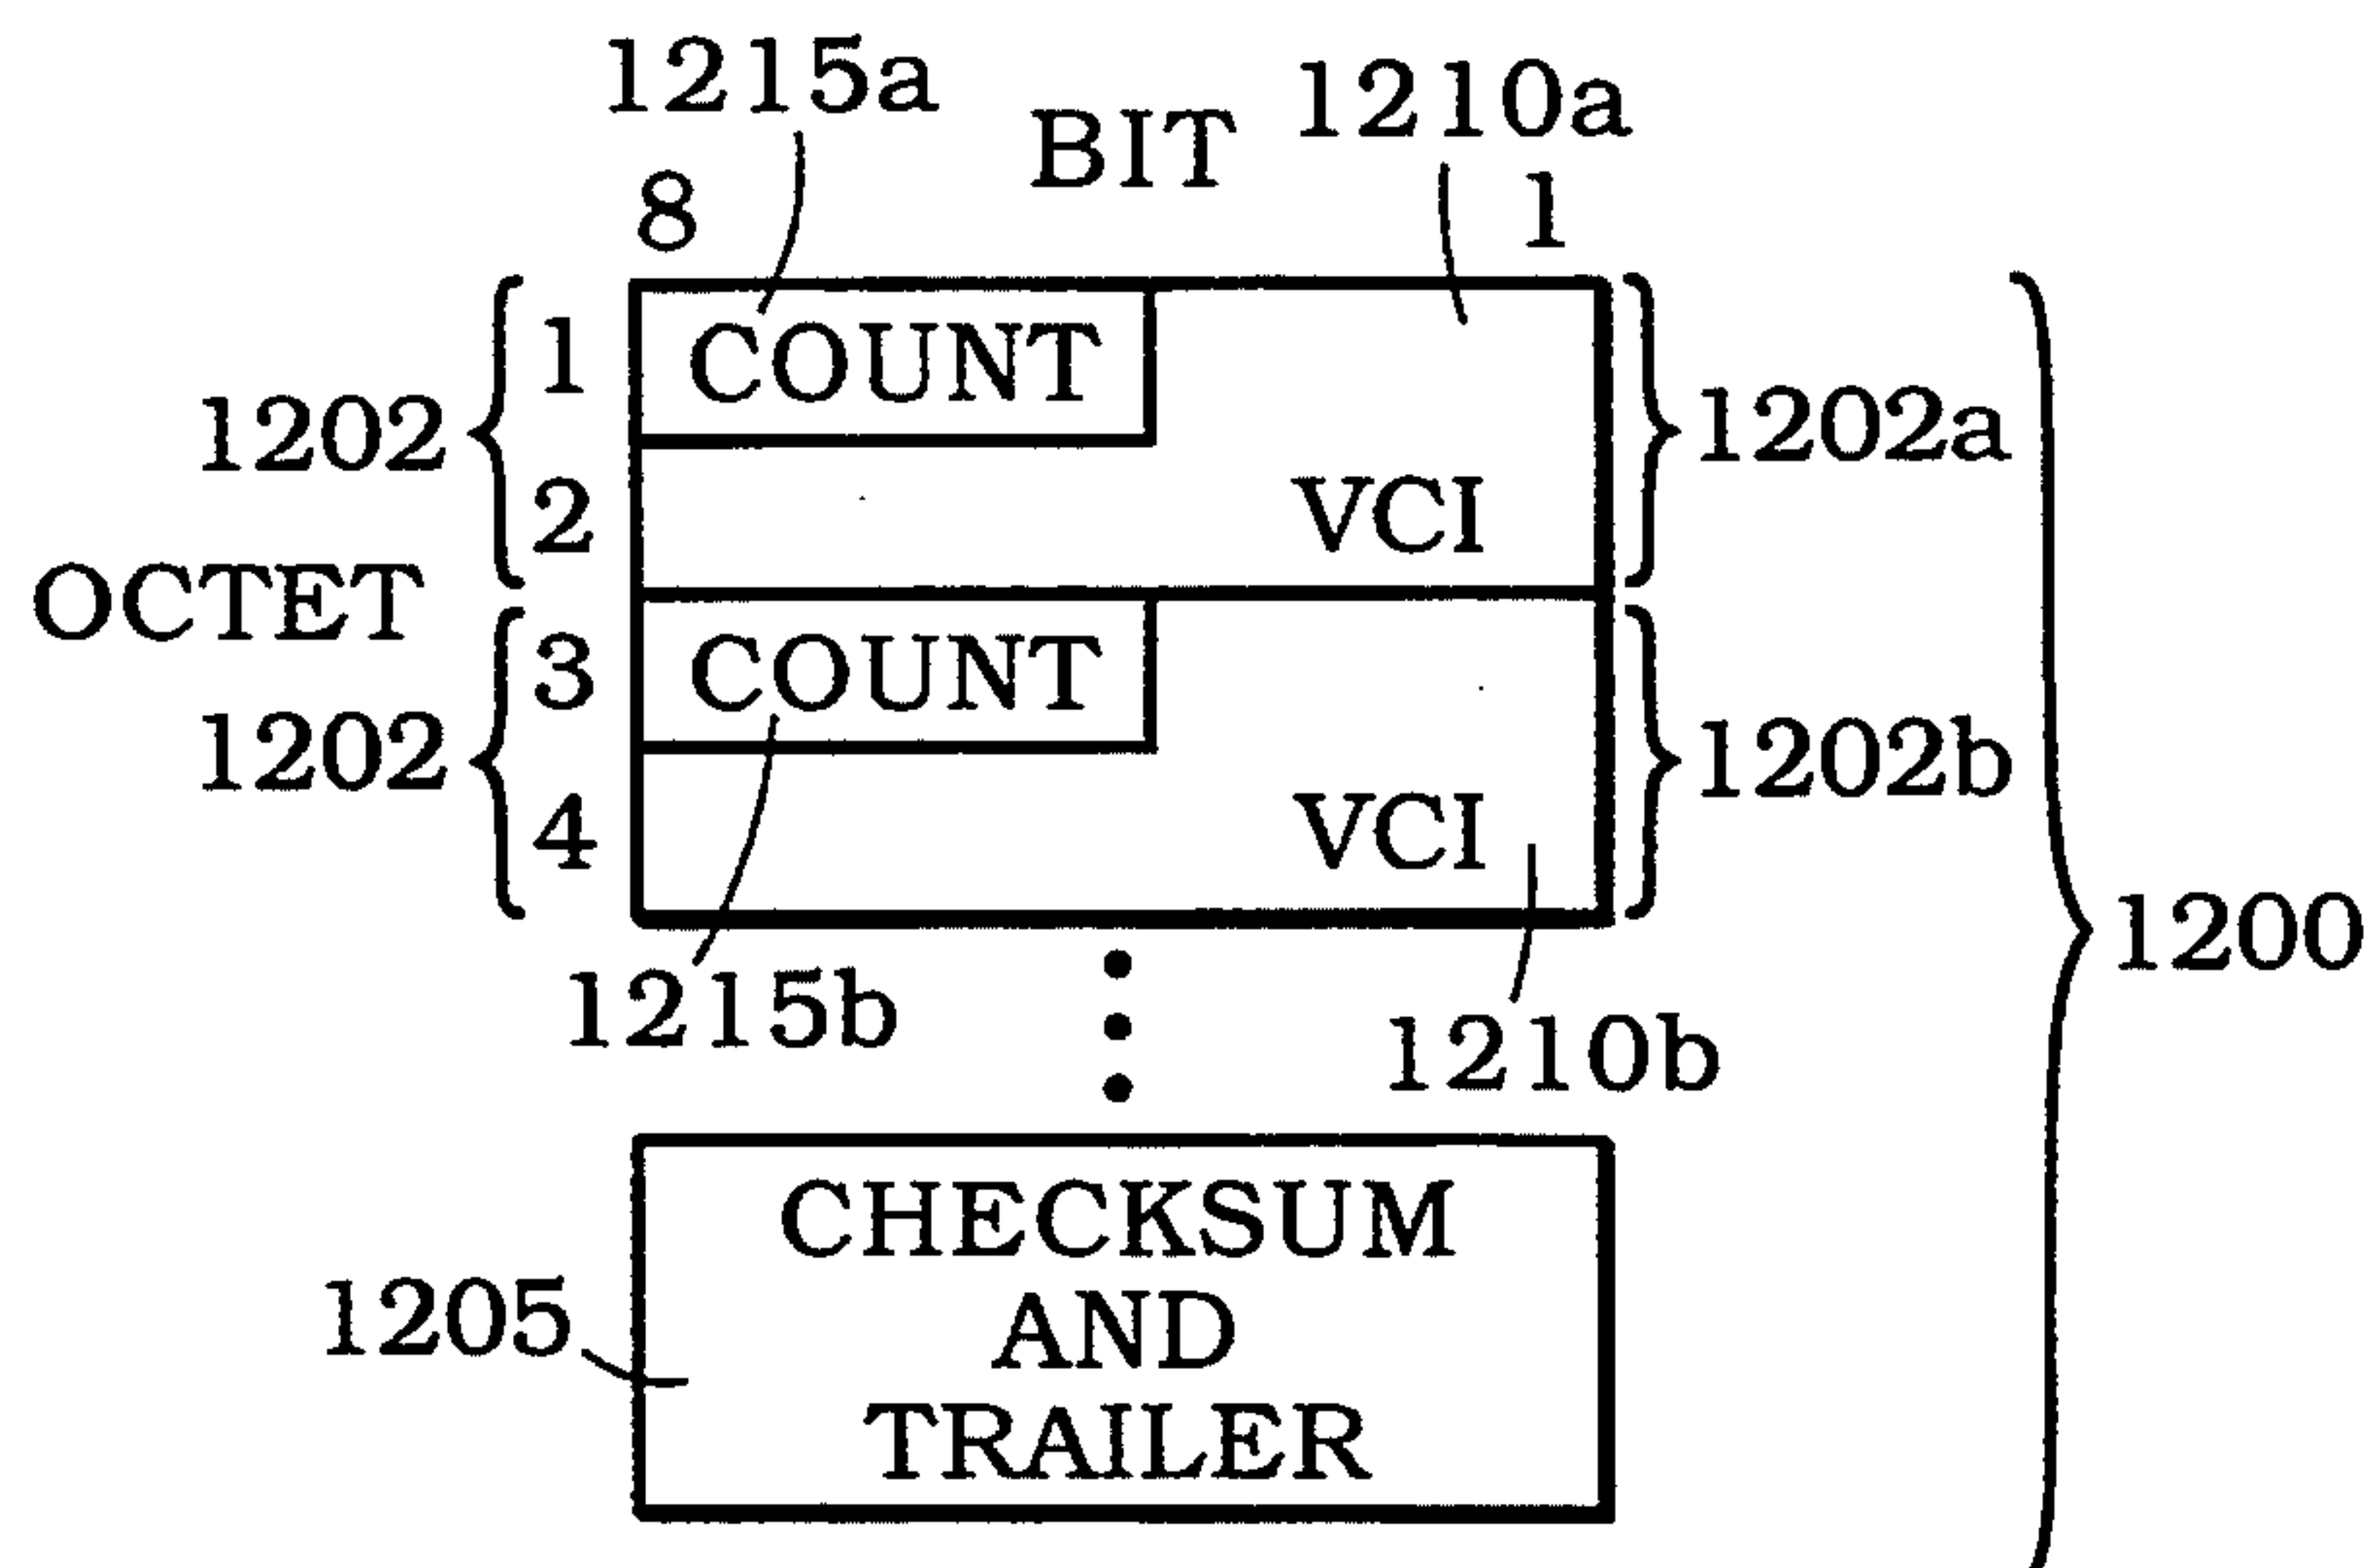 1215a BIT 1210a
8 1
1 COUNT
1202 1202a
2 VCI
OCTET
3 COUNT
1202 1202b
4 VCI
1200
1215b 1210b
CHECKSUM
AND
1205
TRAILER